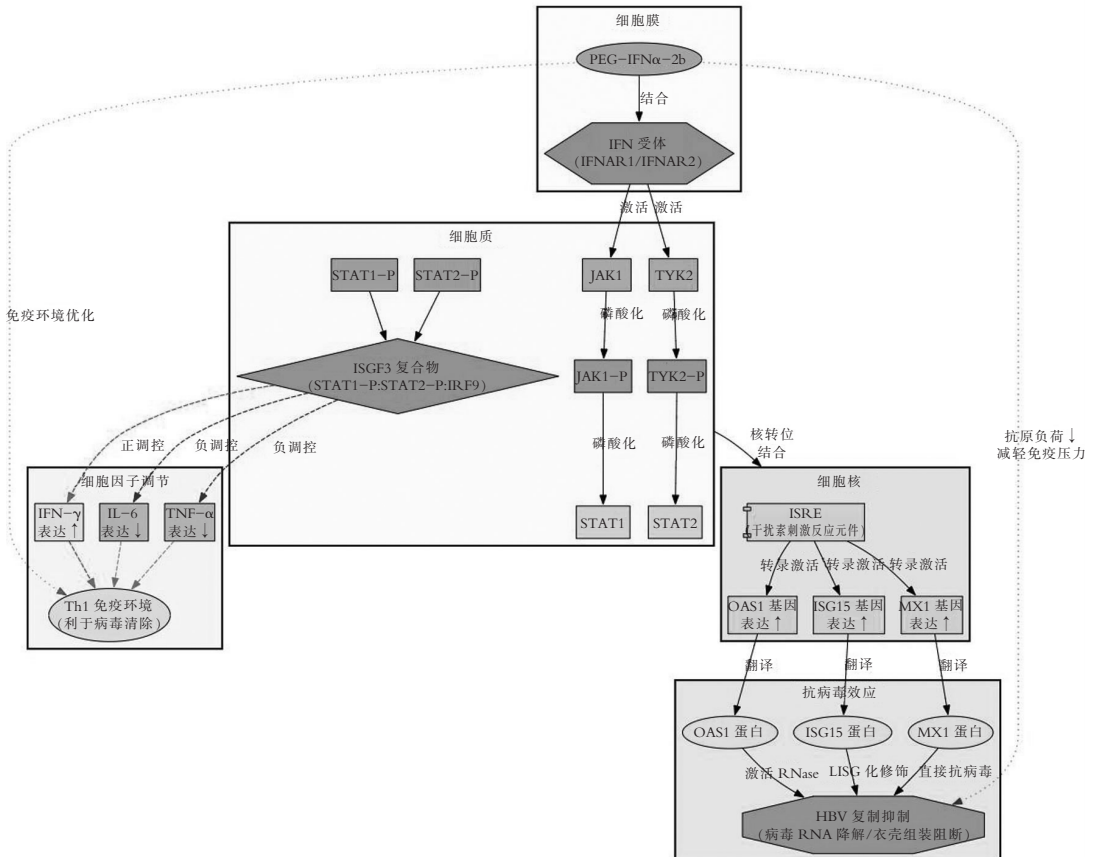 细胞膜
PEG-IFNα-2b
结合
IFN 受体
(IFNAR1/IFNAR2)
激活 激活
细胞质
STAT1-P
STAT2-P
JAK1
TYK2
磷酸化
磷酸化
免疫环境优化
ISGF3 复合物
(STAT1-P:STAT2-P:IRF9)
JAK1-P
TYK2-P
正调控
负调控
负调控
磷酸化
磷酸化
核转位
结合
抗原负荷↓
减轻免疫压力
细胞因子调节
IFN-γ
表达↑
IL-6
表达↓
TNF-α
表达↓
STAT1
STAT2
细胞核
ISRE
(干扰素刺激反应元件)
转录激活
转录激活
转录激活
Th1 免疫环境
(利于病毒清除)
OAS1 基因
表达↑
ISG15 基因
表达↑
MX1 基因
表达↑
翻译
翻译
翻译
抗病毒效应
OAS1 蛋白
ISG15 蛋白
MX1 蛋白
激活 RNase
LISG 化修饰
直接抗病毒
HBV 复制抑制
(病毒 RNA 降解/衣壳组装阻断)